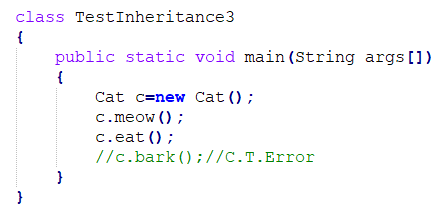 class TestInheritance3
{
    public static void main(String args[])
    {
        Cat c=new Cat();
        c.meow();
        c.eat();
        //c.bark();//C.T.Error
    }
}